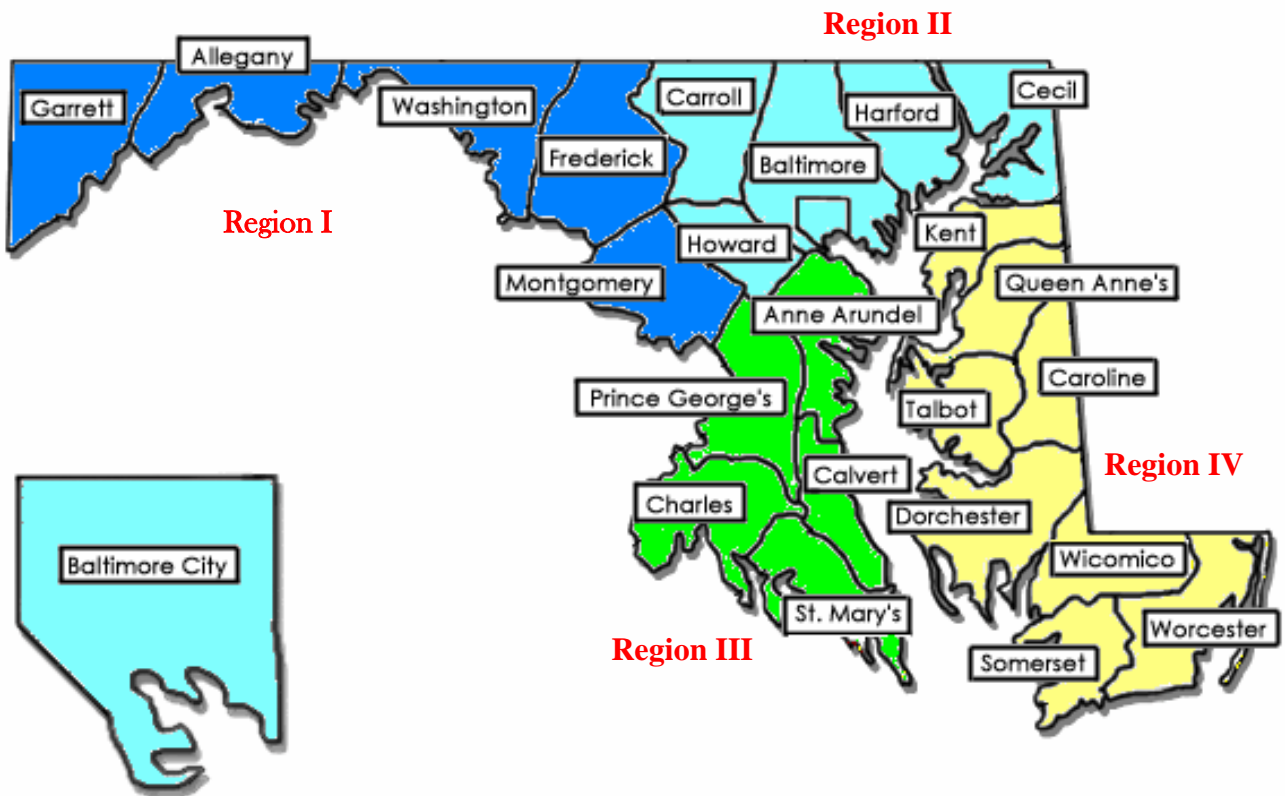 Region II
Allegany
Garrett
Washington
Carroll
Harford
Cecil
Frederick
Baltimore
Region I
Howard
Kent
Montgomery
Queen Anne's
Anne Arundel
Prince George's
Talbot
Caroline
Region IV
Calvert
Charles
Dorchester
Baltimore City
Wicomico
St. Mary's
Worcester
Region III
Somerset